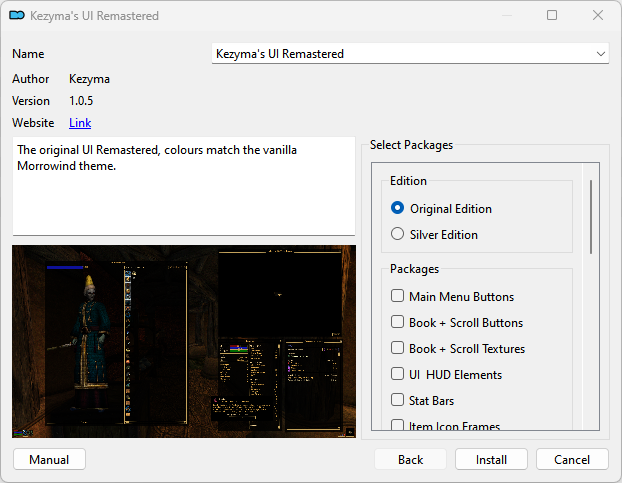 Kezyma's UI Remastered
Name
Kezyma's UI Remastered
Author Kezyma
Version 1.0.5
Website Link
The original UI Remastered, colours match the vanilla
Morrowind theme.
Select Packages
Edition
Original Edition
Silver Edition
Packages
Main Menu Buttons
Book + Scroll Buttons
Book + Scroll Textures
UI HUD Elements
Stat Bars
Item Icon Frames
Manual
Back
Install
Cancel